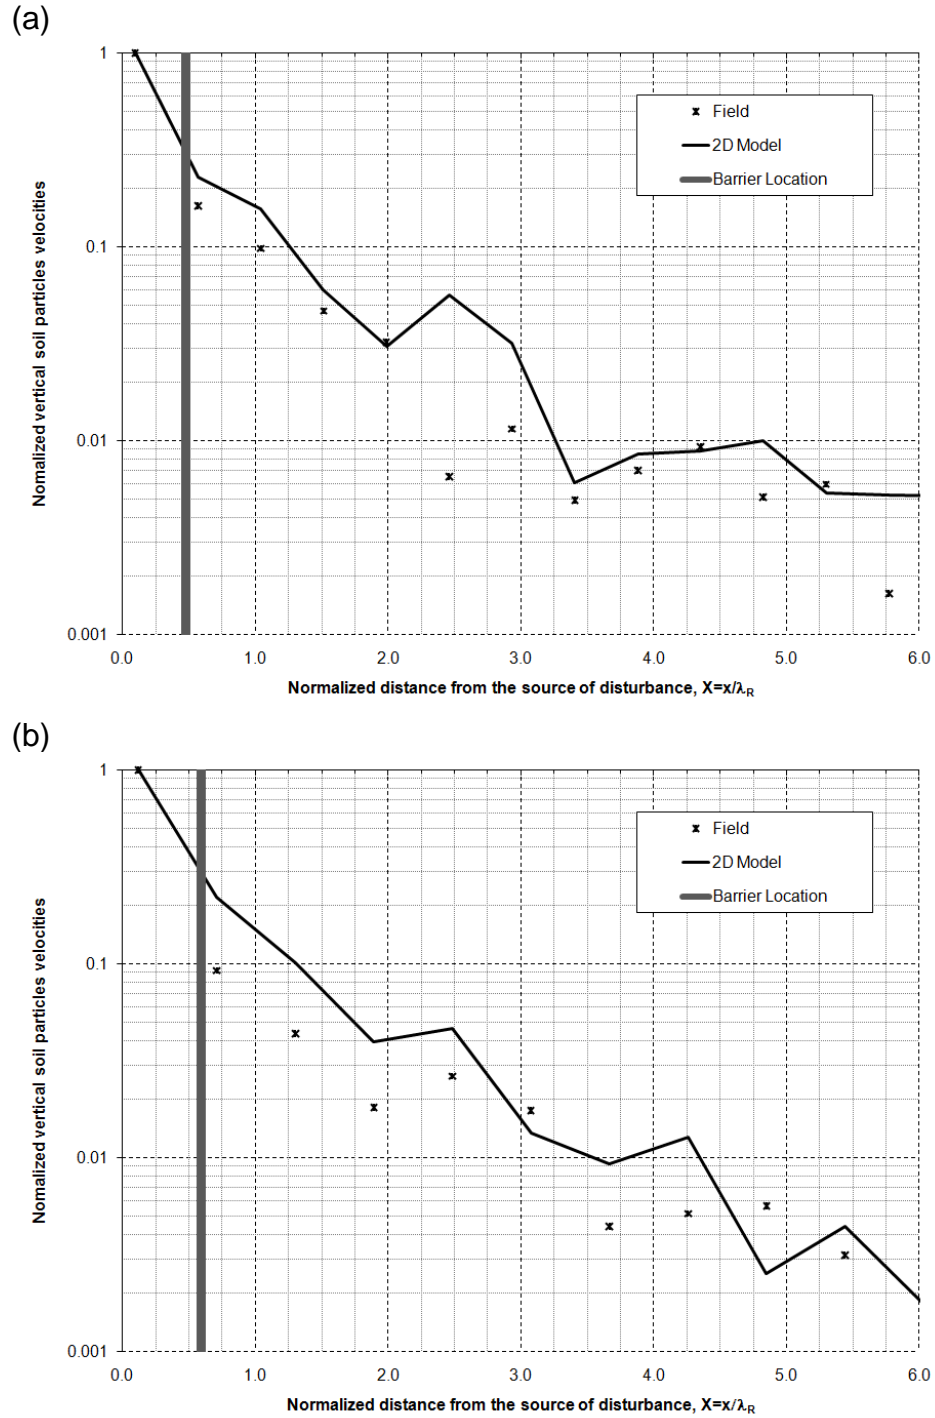 (a)
Nomalized vertical soil particles velocities
1
0.1
0.01
0.001
Field
2D Model
Barrier Location
0.0 1.0 2.0 3.0 4.0 5.0 6.0
Normalized distance from the source of disturbance, X=x/λR
(b)
Nomalized vertical soil particles velocities
1
0.1
0.01
0.001
Field
2D Model
Barrier Location
0.0 1.0 2.0 3.0 4.0 5.0 6.0
Normalized distance from the source of disturbance, X=x/λR